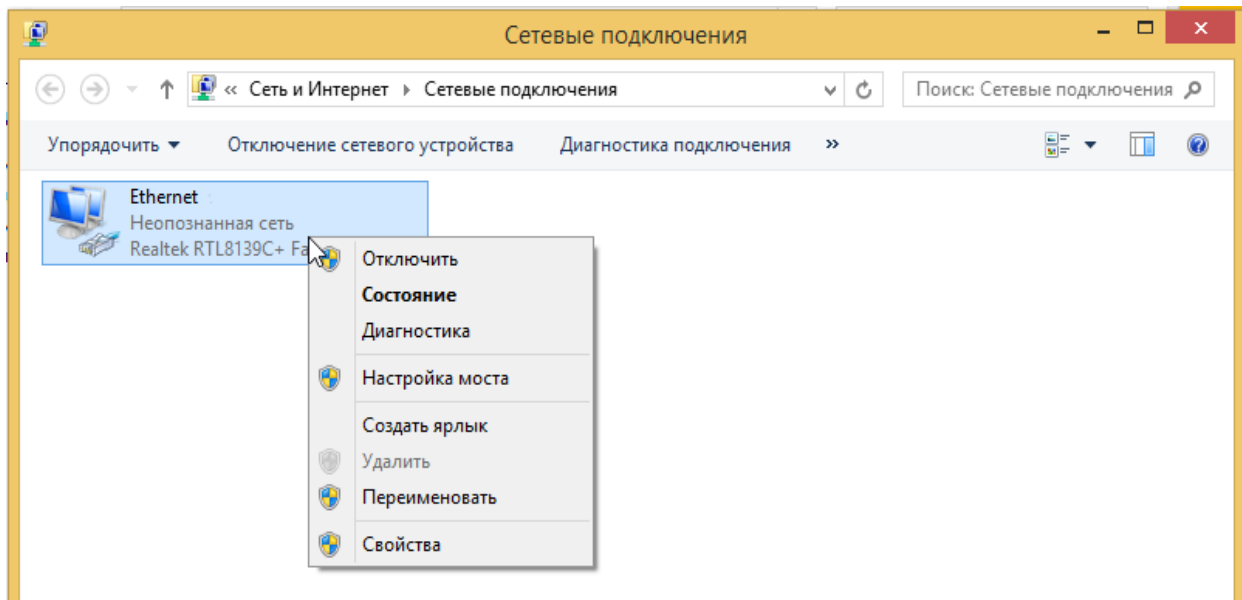 Сетевые подключения
« Сеть и Интернет Сетевые подключения
Поиск: Сетевые подключения
Упорядочить Отключение сетевого устройства Диагностика подключения »
Ethernet
Неопознанная сеть
Realtek RTL8139C+
Отключить
Состояние
Диагностика
Настройка моста
Создать ярлык
Удалить
Переименовать
Свойства